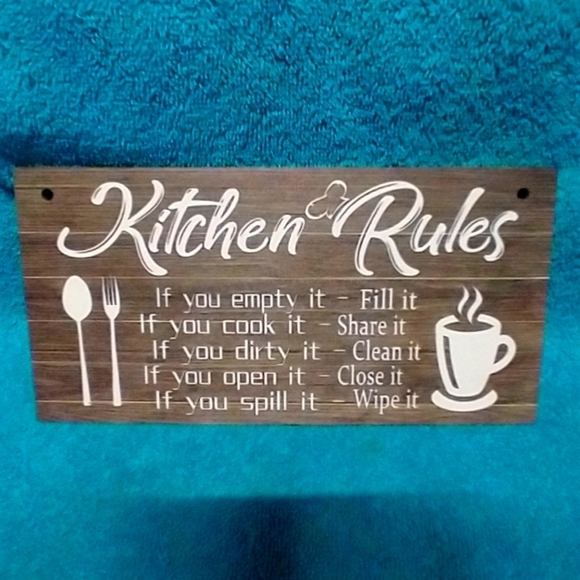 Kitchen Rules
If you empty it - Fill it
If you cook it - Share it
If you dirty it - Clean it
If you open it - Close it
If you spill it - Wipe it